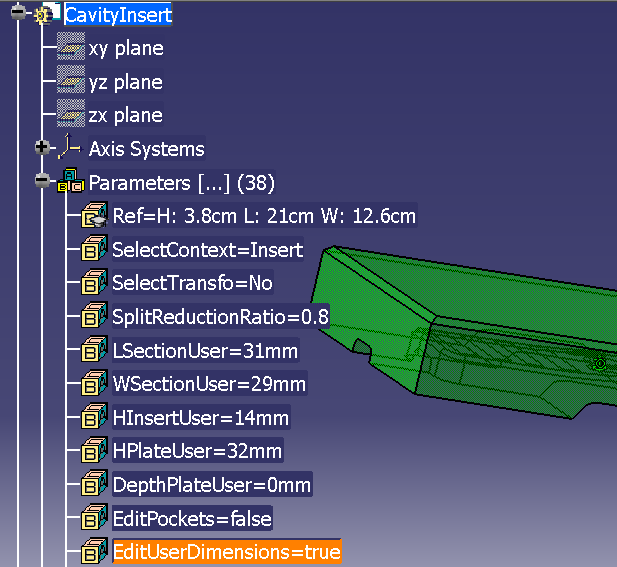 CavityInsert
xy plane
yz plane
zx plane
Axis Systems
Parameters [...] (38)
Ref=H: 3.8cm L: 21cm W: 12.6cm
SelectContext=Insert
SelectTransfo=No
SplitReductionRatio=0.8
LSectionUser=31mm
WSectionUser=29mm
HInsertUser=14mm
HPlateUser=32mm
DepthPlateUser=0mm
EditPockets=false
EditUserDimensions=true